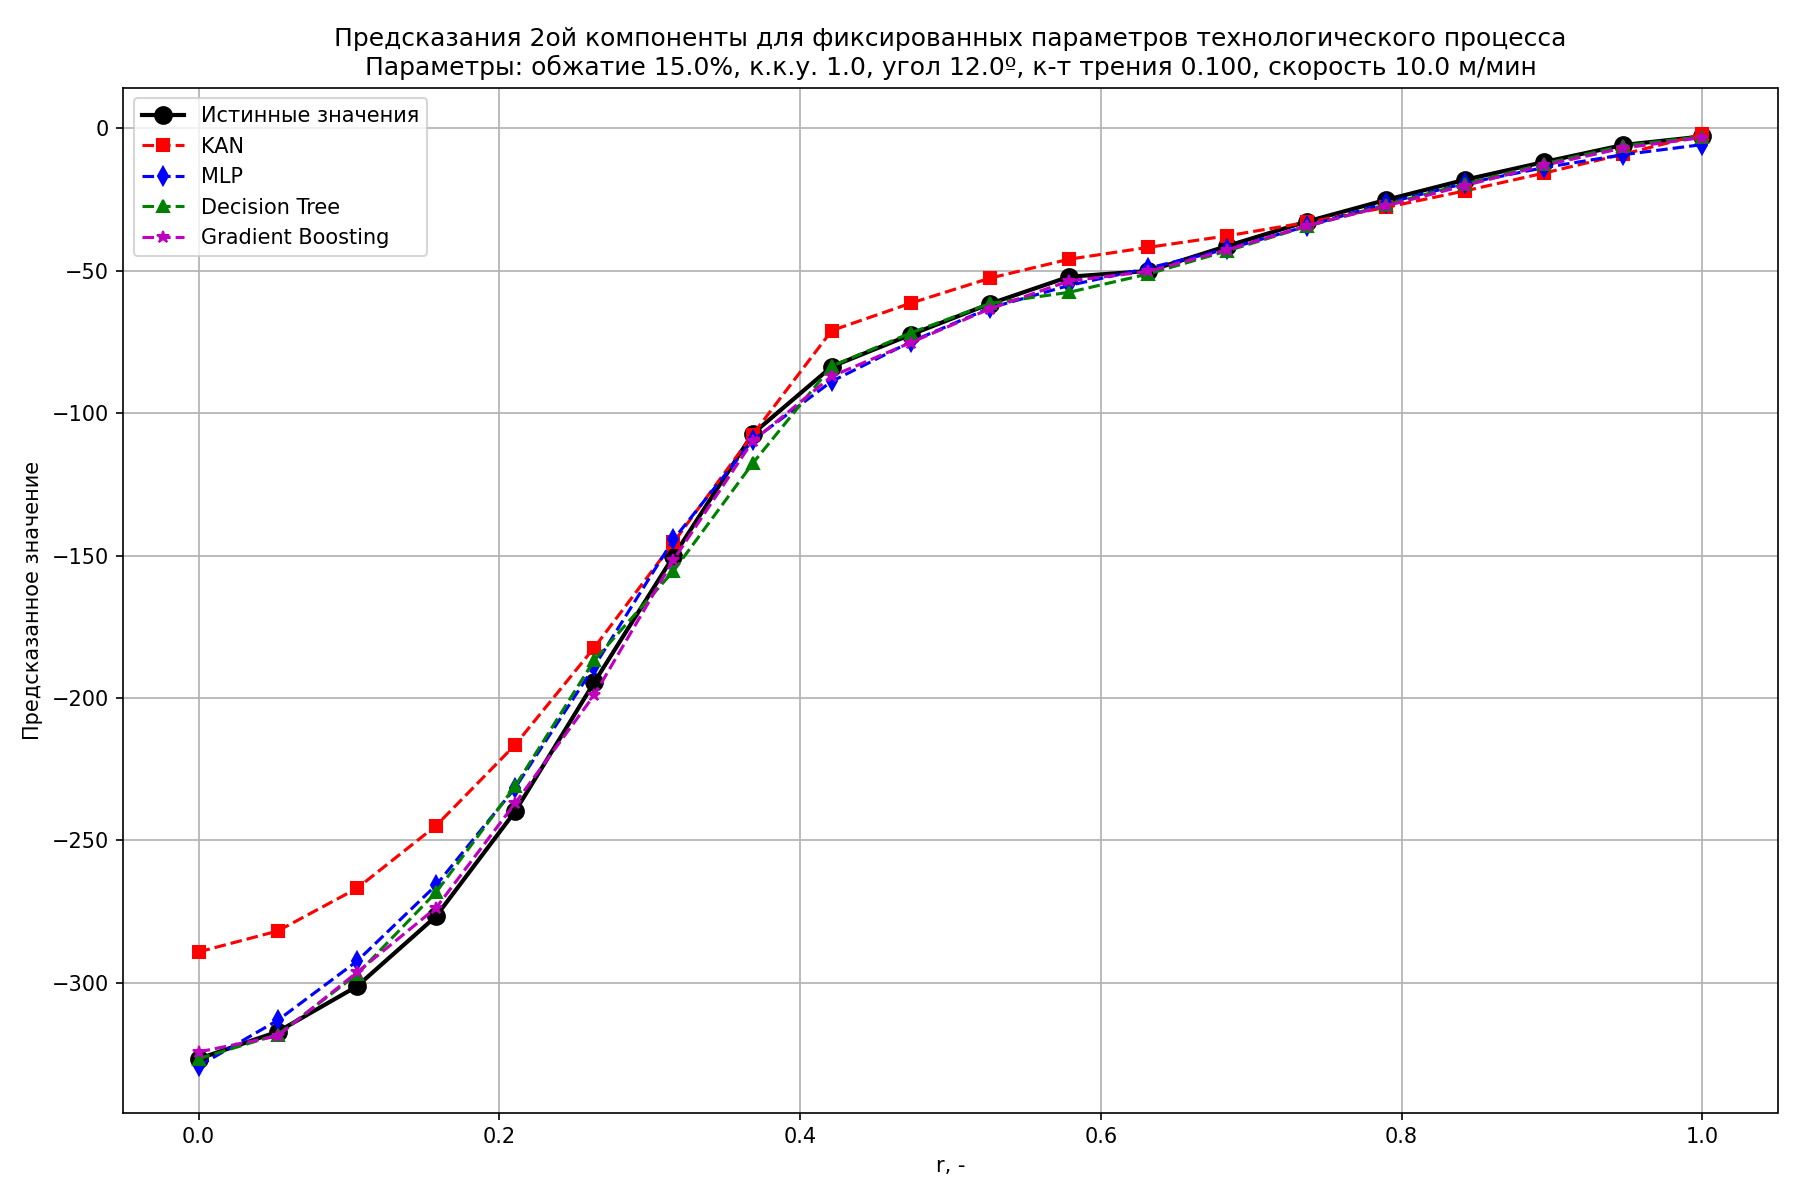 Предсказания 2ой компоненты для фиксированных параметров технологического процесса
Параметры: обжатие 15.0%, к.к.у. 1.0, угол 12.0º, к-т трения 0.100, скорость 10.0 м/мин
Истинные значения
KAN
MLP
Decision Tree
Gradient Boosting
Предсказанное значение
0
−50
−100
−150
−200
−250
−300
0.0
0.2
0.4
0.6
0.8
1.0
r, -